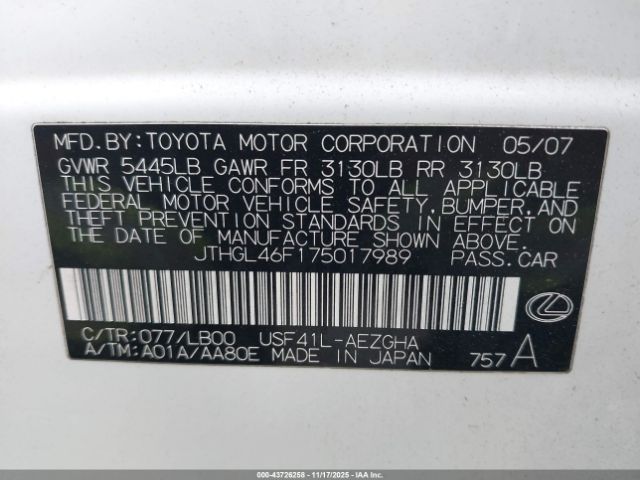 MFD.BY:TOYOTA MOTOR CORPORATION 05/07
GVWR 5445LB GAWR FR 3130LB RR 3130LB
THIS VEHICLE CONFORMS TO ALL APPLICABLE
FEDERAL MOTOR VEHICLE SAFETY,BUMPER,AND
THEFT PREVENTION STANDARDS IN EFFECT ON
THE DATE OF MANUFACTURE SHOWN ABOVE.
JTHGL46F175017989 PASS.CAR
C/TR:077/LB00 USF41L-AEZGHA
A/TM:A01A/AA80E MADE IN JAPAN 757A
000-43726258 - 11/17/2025 - IAAI.COM